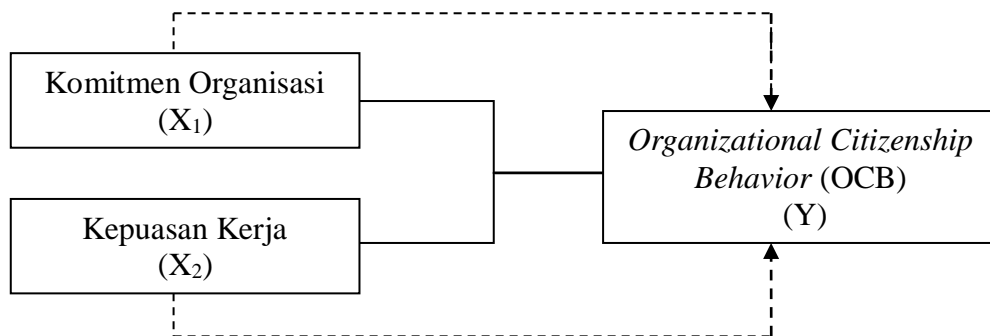 Komitmen Organisasi
(X₁)
Organizational Citizenship
Behavior (OCB)
(Y)
Kepuasan Kerja
(X₂)